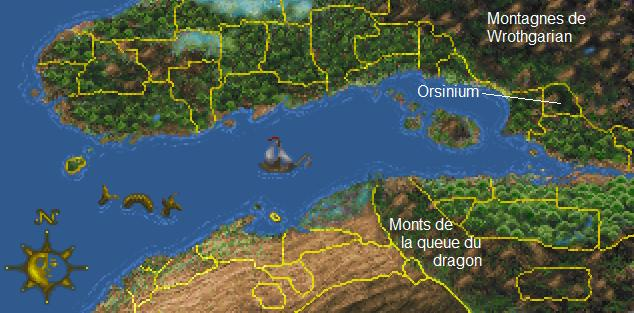 Montagnes de
Wrothgarian
Orsinium
Monts de
la queue du
dragon
N